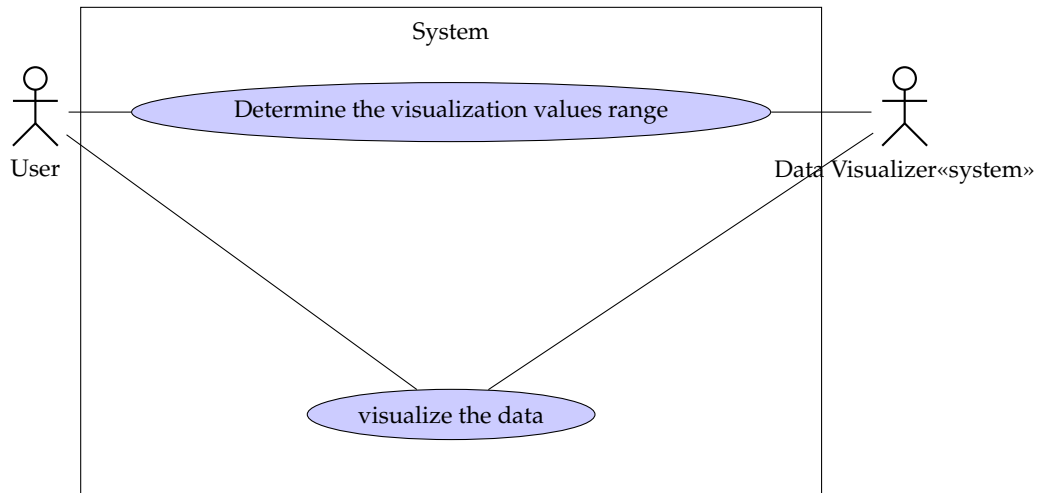 System
Determine the visualization values range
User
Data Visualizer«system»
visualize the data